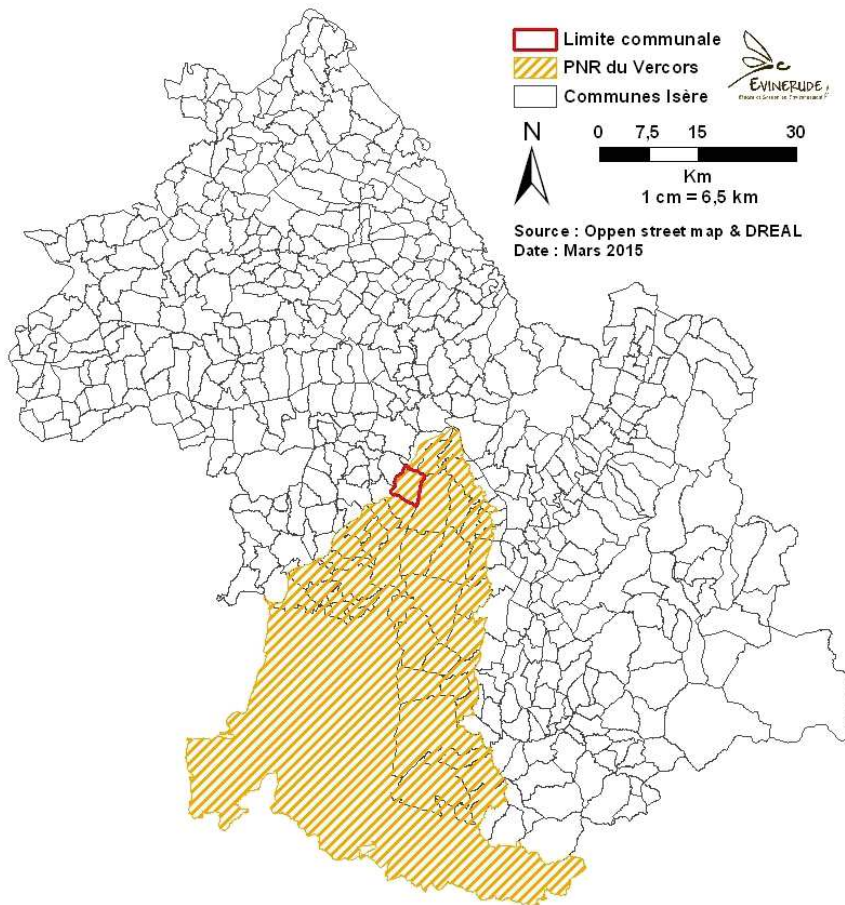 Limite communale
PNR du Vercors
Communes Isère
EVINERUDE
N
0 7,5 15 30
Km
1 cm = 6,5 km
Source : Oppen street map & DREAL
Date : Mars 2015